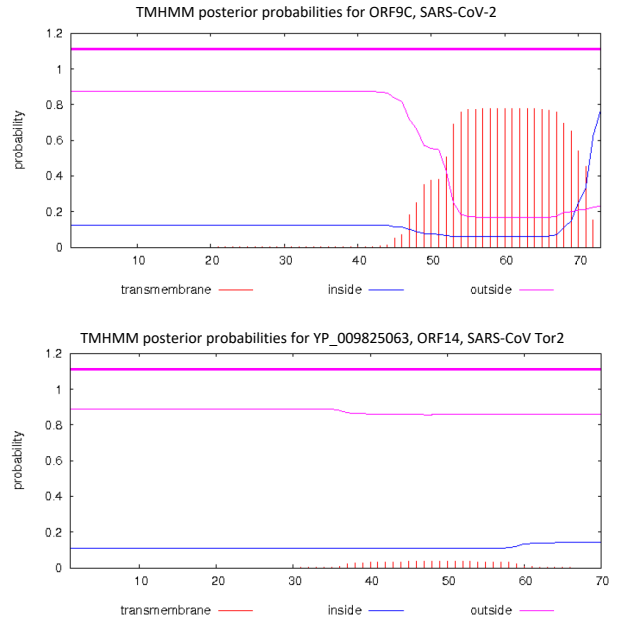 TMHMM posterior probabilities for ORF9C, SARS-CoV-2
1.2
1
0.8
0.6
0.4
0.2
0
probability
10 20 30 40 50 60 70
transmembrane inside outside
TMHMM posterior probabilities for YP_009825063, ORF14, SARS-CoV Tor2
1.2
1
0.8
0.6
0.4
0.2
0
probability
10 20 30 40 50 60 70
transmembrane inside outside